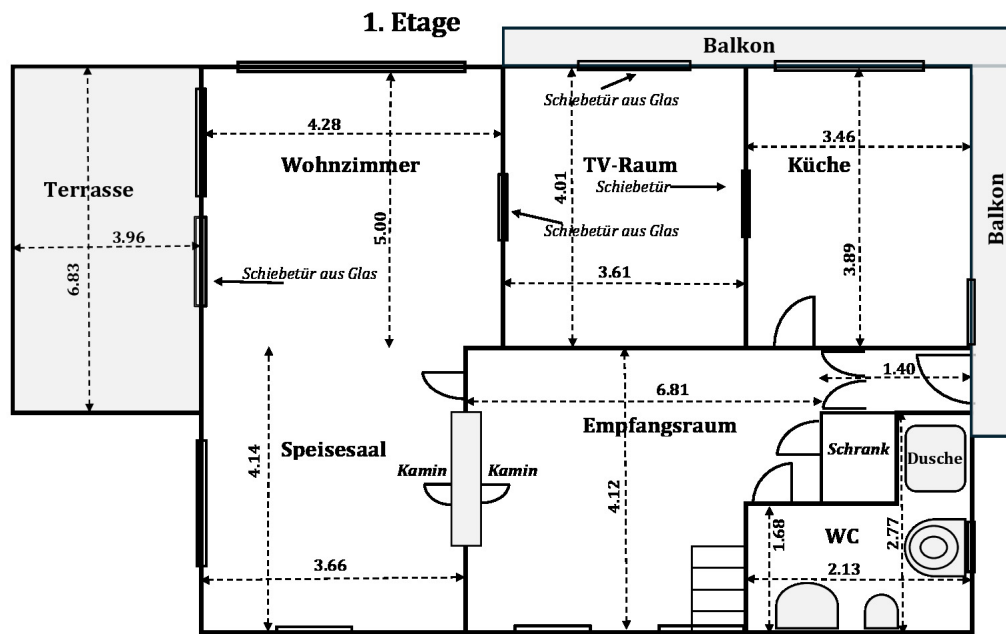 1. Etage
Balkon
Schiebetür aus Glas
4.28
3.46
Wohnzimmer
TV-Raum
Küche
4.01
Terrasse
Schiebetür
Balkon
5.00
3.96
Schiebetür aus Glas
3.89
6.83
Schiebetür aus Glas
3.61
1.40
6.81
Empfangsraum
Speisesaal
Schrank
Dusche
4.14
Kamin
Kamin
4.12
1.68
2.77
WC
3.66
2.13